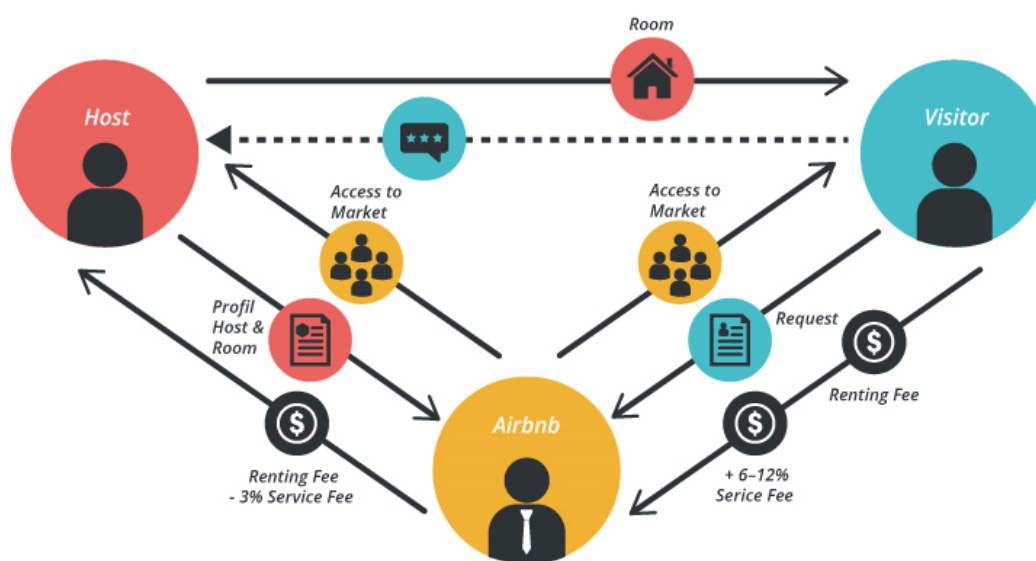 Room
Host
Visitor
Access to
Market
Access to
Market
Profil
Host &
Room
Request
Renting Fee
Airbnb
Renting Fee
- 3% Service Fee
+ 6–12%
Serice Fee
$
$
$